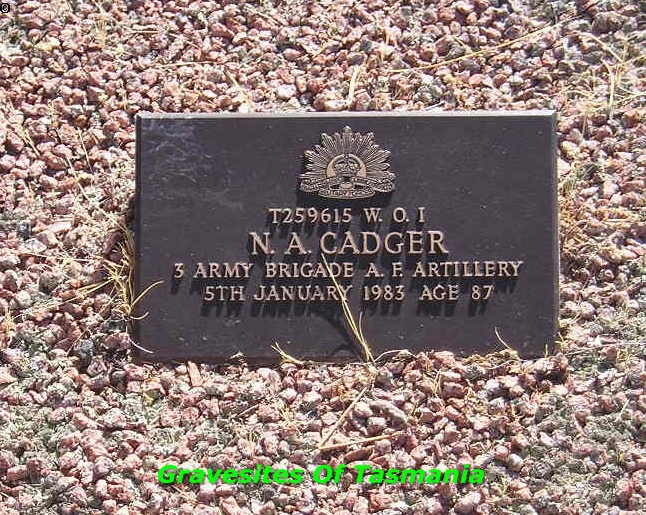 T259615 W. O. I
N. A. CADGER
3 ARMY BRIGADE A. F. ARTILLERY
5TH JANUARY 1983 AGE 87
Gravesites Of Tasmania